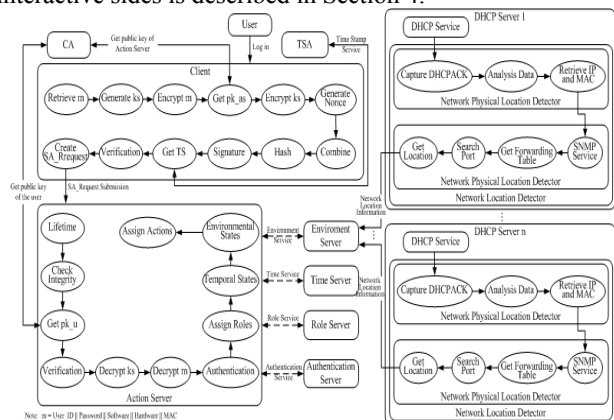 interactive sides is described in Section 4.
User
CA
Get public key of
Action Server
Log in
TSA
Time Stamp
Service
Client
Retrieve m
Generate ks
Encrypt m
Get pk_as
Encrypt ks
Generate
Nonce
Create
SA_Rrequest
Verification
Get TS
Signature
Hash
Combine
Get public key
of the user
SA_Request Submission
Lifetime
Check
Integrity
Get pk_u
Verification
Decrypt ks
Decrypt m
Authentication
Assign Roles
Temporal States
Environmental
States
Assign Actions
Action Server
Environment
Service
Enviroment
Server
Time Service
Time Server
Role Service
Role Server
Authentication
Service
Authentication
Server
Network
Location
Information
Network
Location
Information
DHCP Server 1
DHCP Service
Capture DHCPACK
Analysis Data
Retrieve IP
and MAC
Network Physical Location Detector
Get
Location
Search
Port
Get Forwarding
Table
SNMP
Service
Network Physical Location Detector
Network Location Detector
DHCP Server n
DHCP Service
Capture DHCPACK
Analysis Data
Retrieve IP
and MAC
Network Physical Location Detector
Get
Location
Search
Port
Get Forwarding
Table
SNMP
Service
Network Physical Location Detector
Network Location Detector
Note: m = User_ID || Password || Software || Hardware || MAC